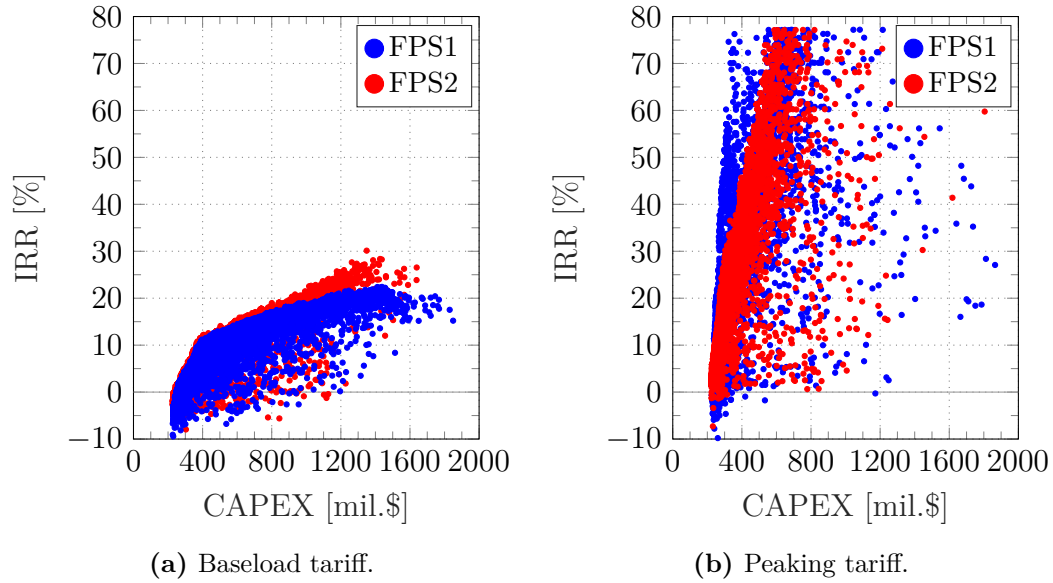 80
70
60
50
40
30
20
10
0
−10
IRR [%]
FPS1
FPS2
0 400 800 1200 1600 2000
CAPEX [mil.$]
(a) Baseload tariff.
80
70
60
50
40
30
20
10
0
−10
IRR [%]
FPS1
FPS2
0 400 800 1200 1600 2000
CAPEX [mil.$]
(b) Peaking tariff.